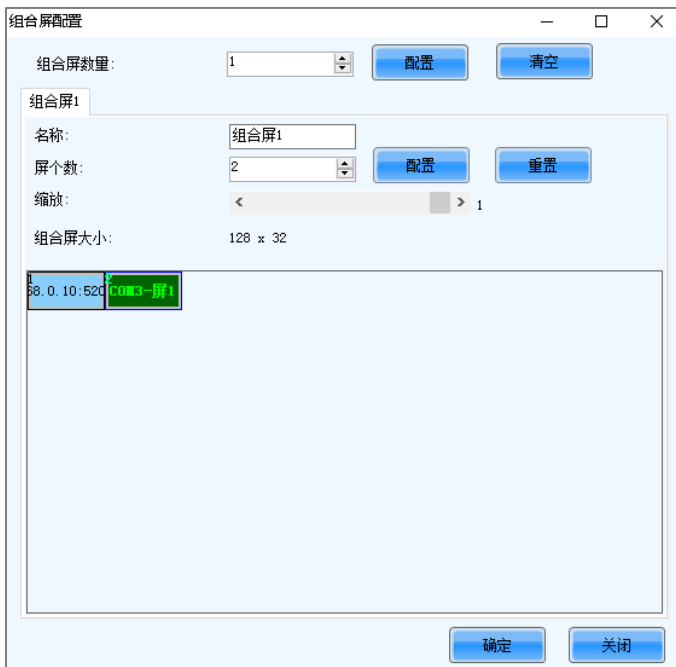 组合屏配置
组合屏数量: 1 配置 清空
组合屏1
名称: 组合屏1
屏个数: 2 配置 重置
缩放: 1
组合屏大小: 128 x 32
1 2
68.0.10:520 COM3-屏1
确定 关闭